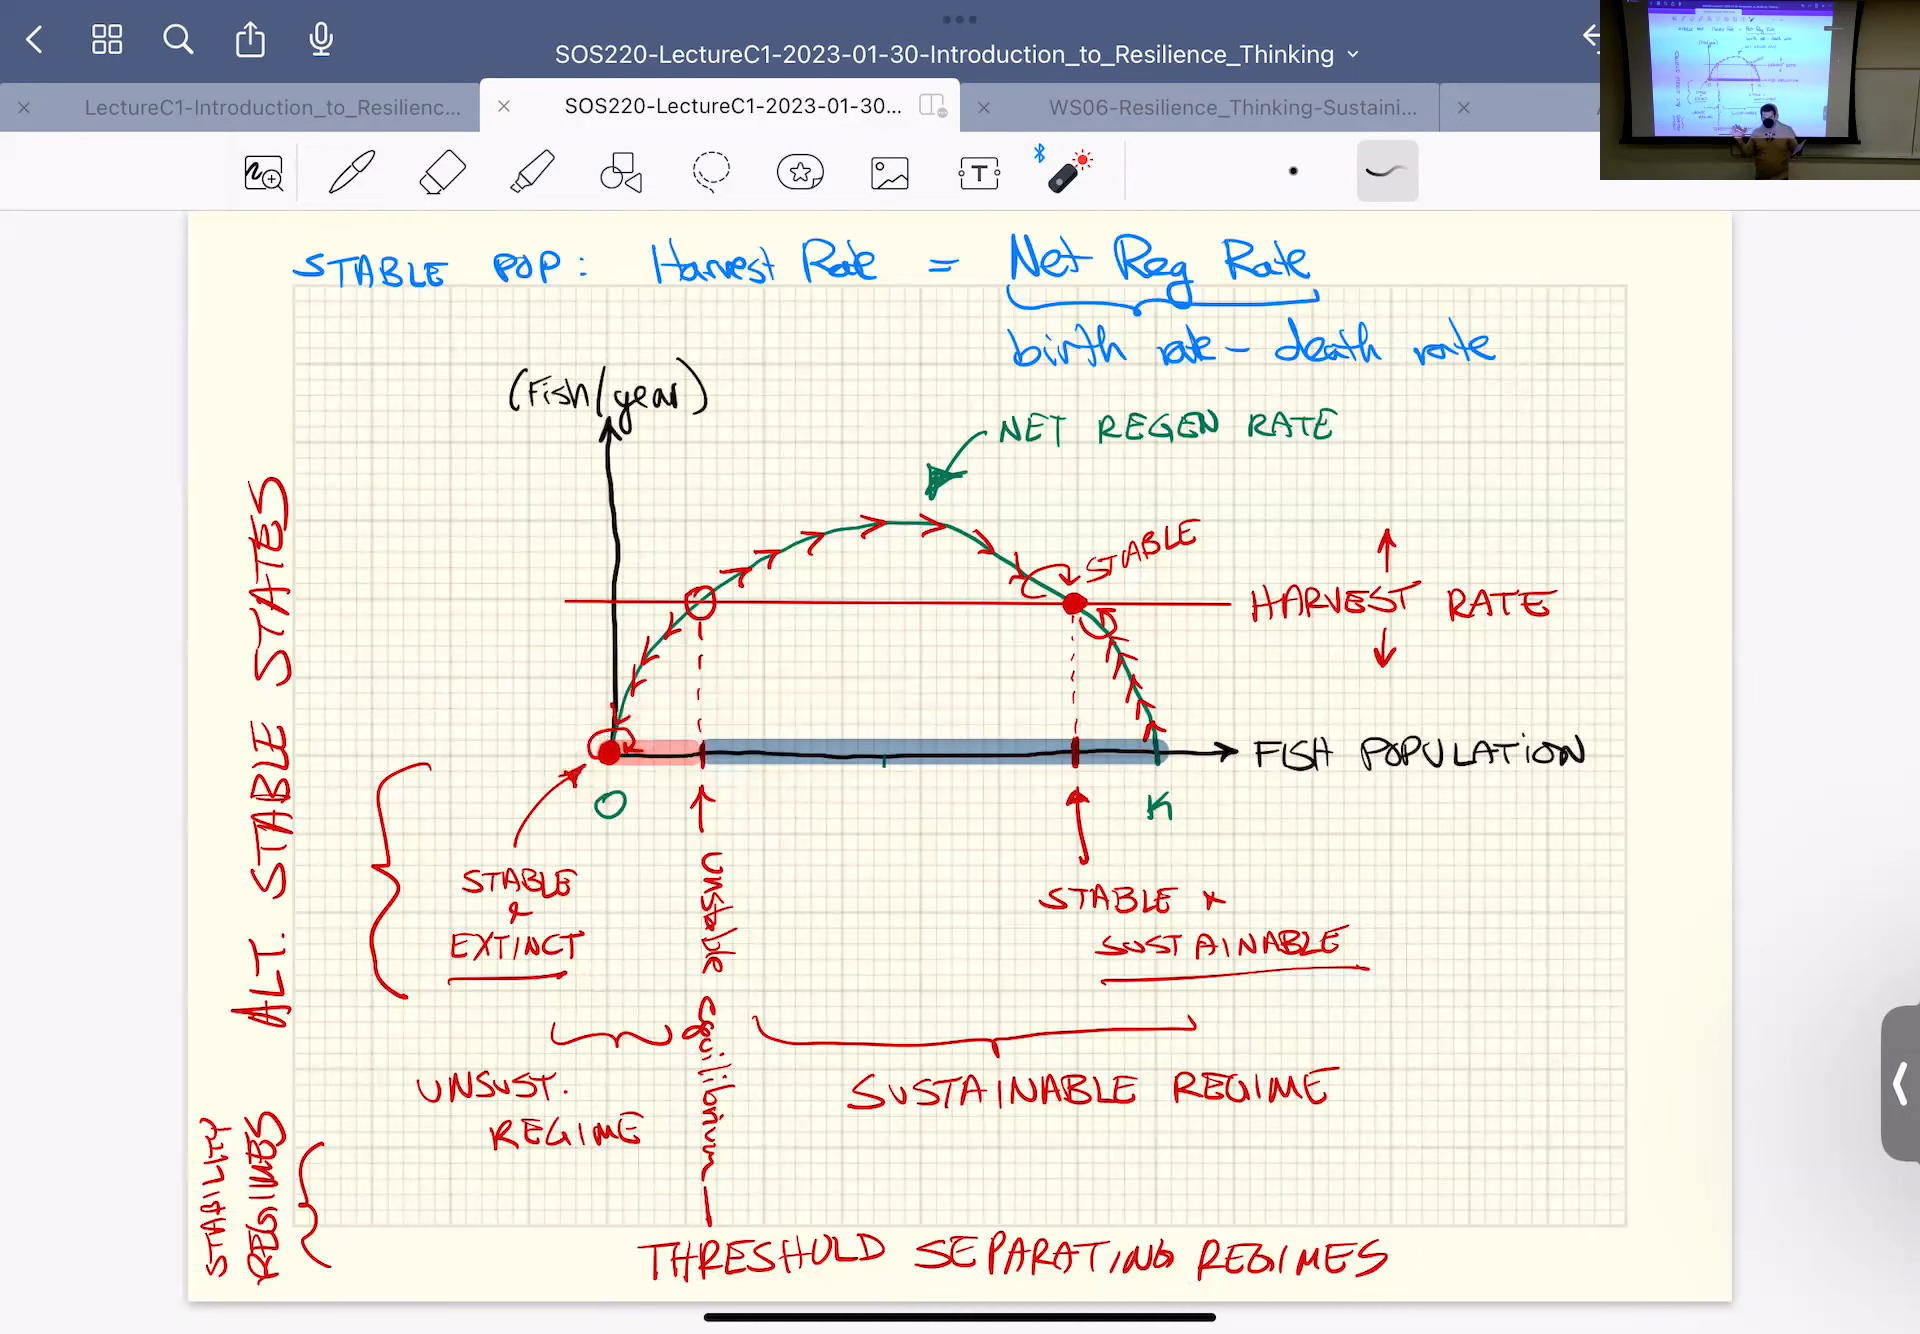 SOS220-LectureC1-2023-01-30-Introduction_to_Resilience_Thinking
LectureC1-Introduction_to_Resilienc...
SOS220-LectureC1-2023-01-30...
WS06-Resilience_Thinking-Sustaini...
STABLE POP: Harvest Rate = Net Reg Rate
birth rate - death rate
(Fish/year)
NET REGEN RATE
STABLE
HARVEST RATE
FISH POPULATION
O
K
STABLE
&
EXTINCT
unstable equilibrium
STABLE &
SUSTAINABLE
ALT. STABLE STATES
UNSUST.
REGIME
SUSTAINABLE REGIME
STABILITY
REGIMES
THRESHOLD SEPARATING REGIMES